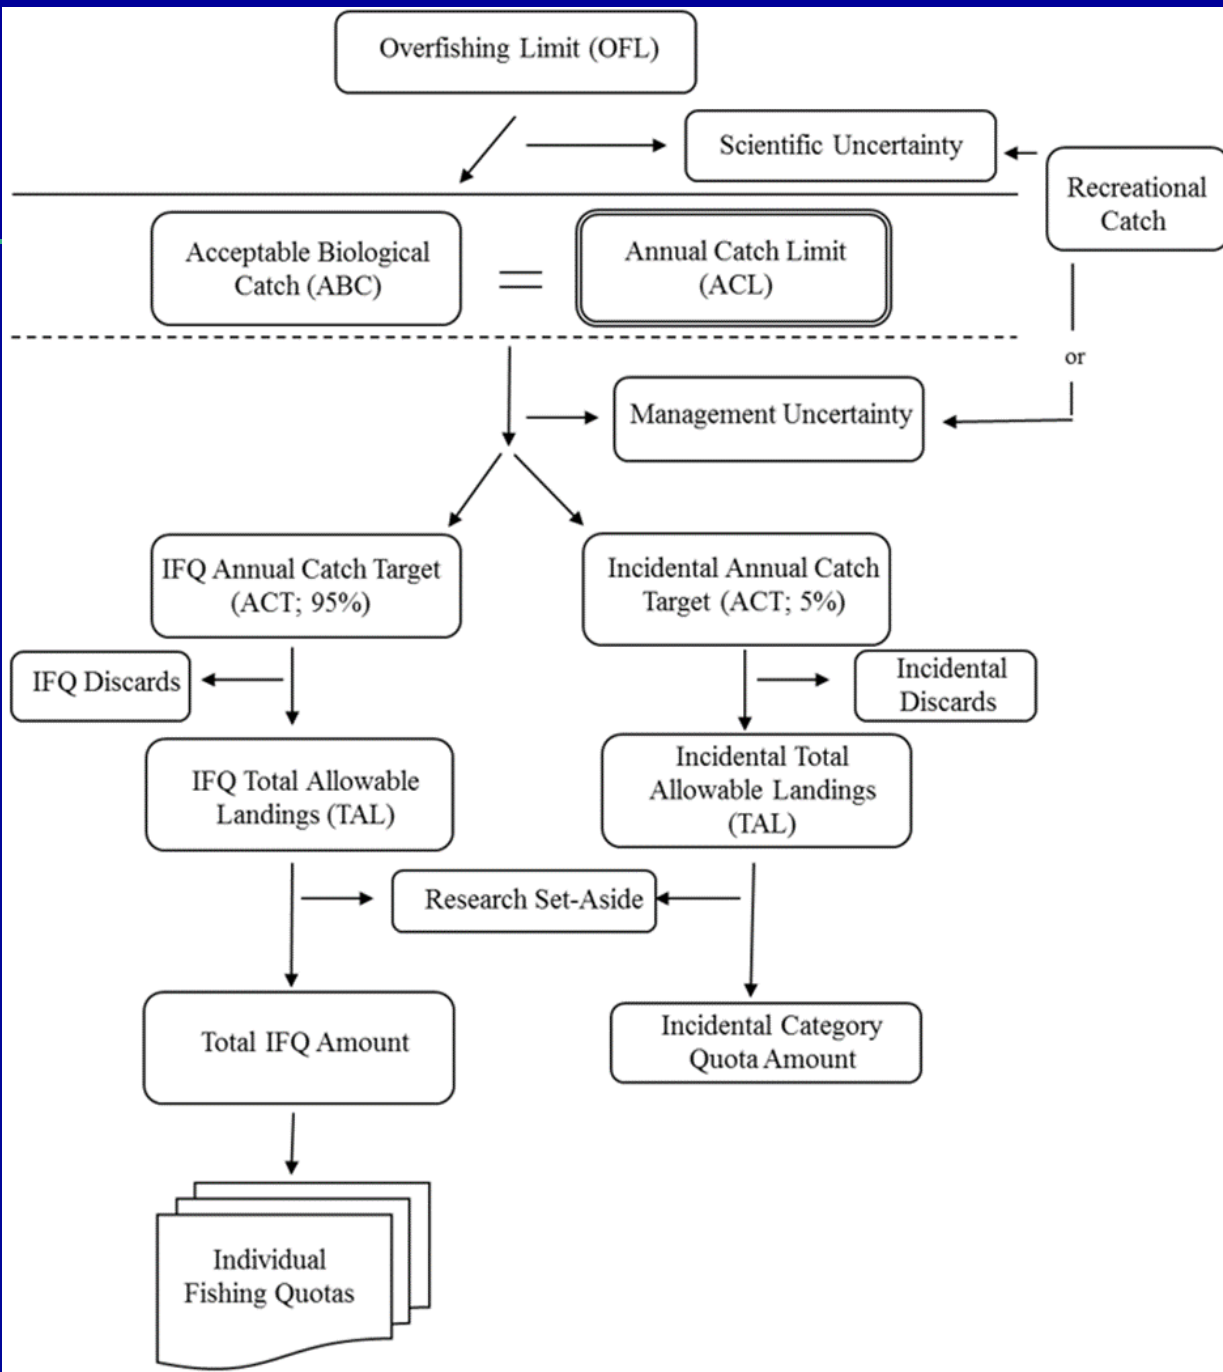 Overfishing Limit (OFL)
Scientific Uncertainty
Recreational
Catch
Acceptable Biological
Catch (ABC)
=
Annual Catch Limit
(ACL)
or
Management Uncertainty
IFQ Annual Catch Target
(ACT; 95%)
Incidental Annual Catch
Target (ACT; 5%)
IFQ Discards
Incidental
Discards
IFQ Total Allowable
Landings (TAL)
Incidental Total
Allowable Landings
(TAL)
Research Set-Aside
Total IFQ Amount
Incidental Category
Quota Amount
Individual
Fishing Quotas